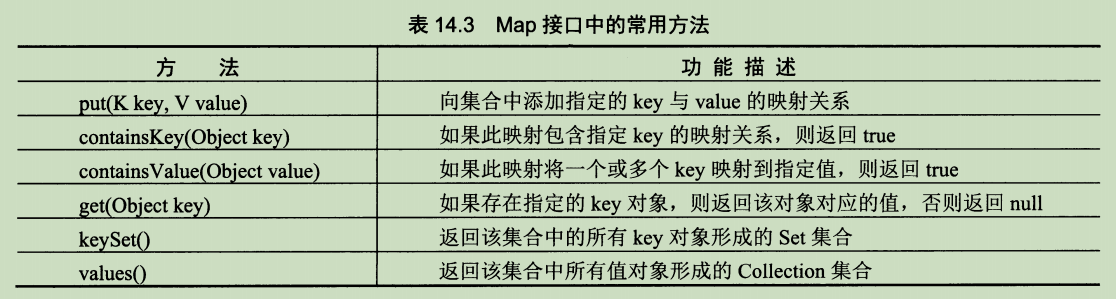 表 14.3 Map 接口中的常用方法
方 法 功 能 描 述
put(K key, V value) 向集合中添加指定的 key 与 value 的映射关系
containsKey(Object key) 如果此映射包含指定 key 的映射关系，则返回 true
containsValue(Object value) 如果此映射将一个或多个 key 映射到指定值，则返回 true
get(Object key) 如果存在指定的 key 对象，则返回该对象对应的值，否则返回 null
keySet() 返回该集合中的所有 key 对象形成的 Set 集合
values() 返回该集合中所有值对象形成的 Collection 集合